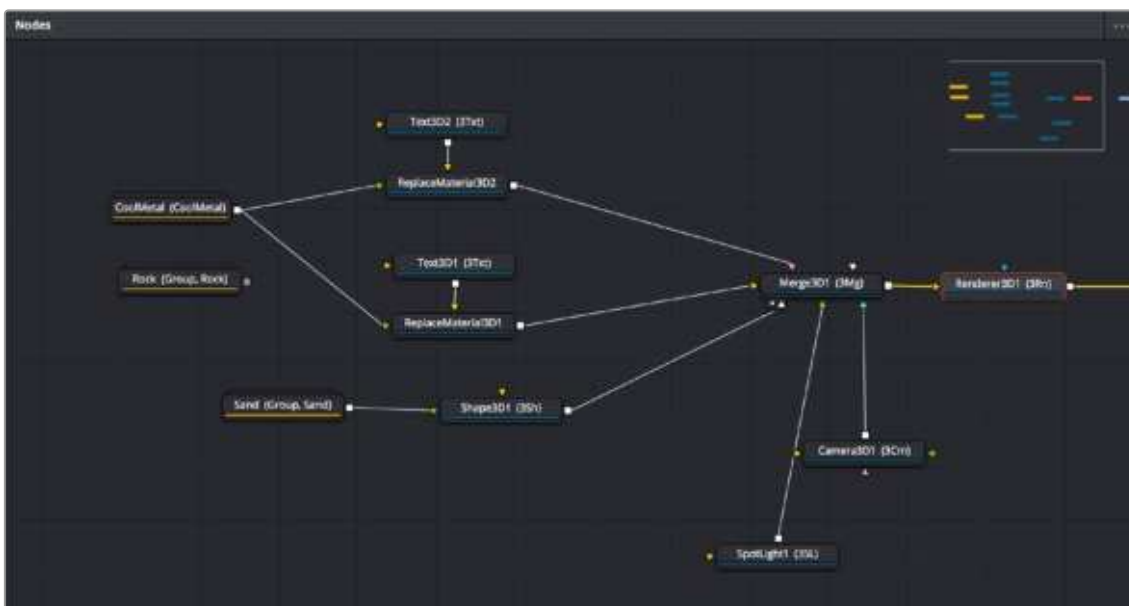 Nodes
Text3D2 (3Txt)
ReplaceMaterial3D2
CoolMetal (CoolMetal)
Text3D1 (3Txt)
Rock (Group, Rock)
Merge3D1 (3Mg)
Renderer3D1 (3Rn)
ReplaceMaterial3D1
Sand (Group, Sand)
Shape3D1 (3Sh)
Camera3D1 (3Cm)
SpotLight1 (3SL)